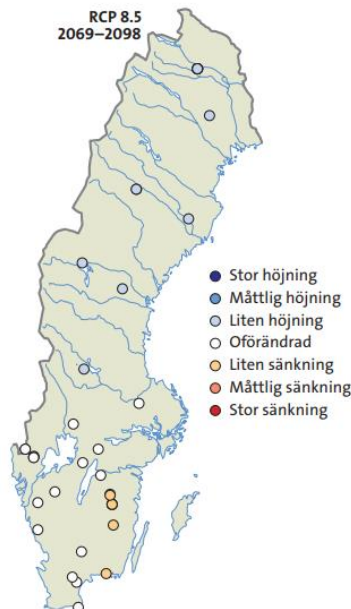 RCP 8.5
2069–2098
Stor höjning
Måttlig höjning
Liten höjning
Oförändrad
Liten sänkning
Måttlig sänkning
Stor sänkning